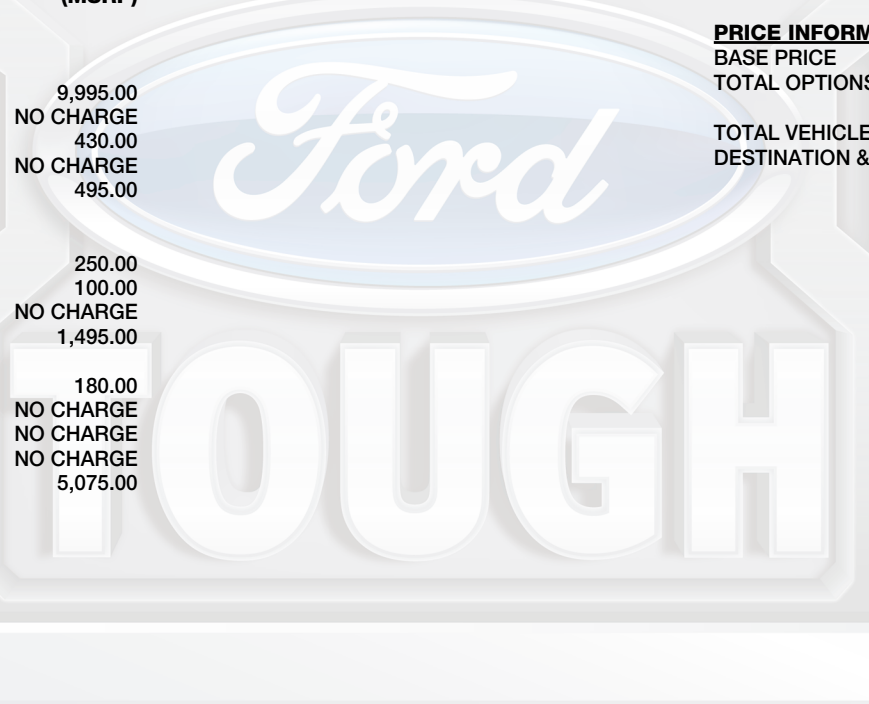 (MSRP)
9,995.00
NO CHARGE
430.00
NO CHARGE
495.00
250.00
100.00
NO CHARGE
1,495.00
180.00
NO CHARGE
NO CHARGE
NO CHARGE
5,075.00
PRICE INFORM
BASE PRICE
TOTAL OPTIONS
TOTAL VEHICLE
DESTINATION &
Ford
TOUGH